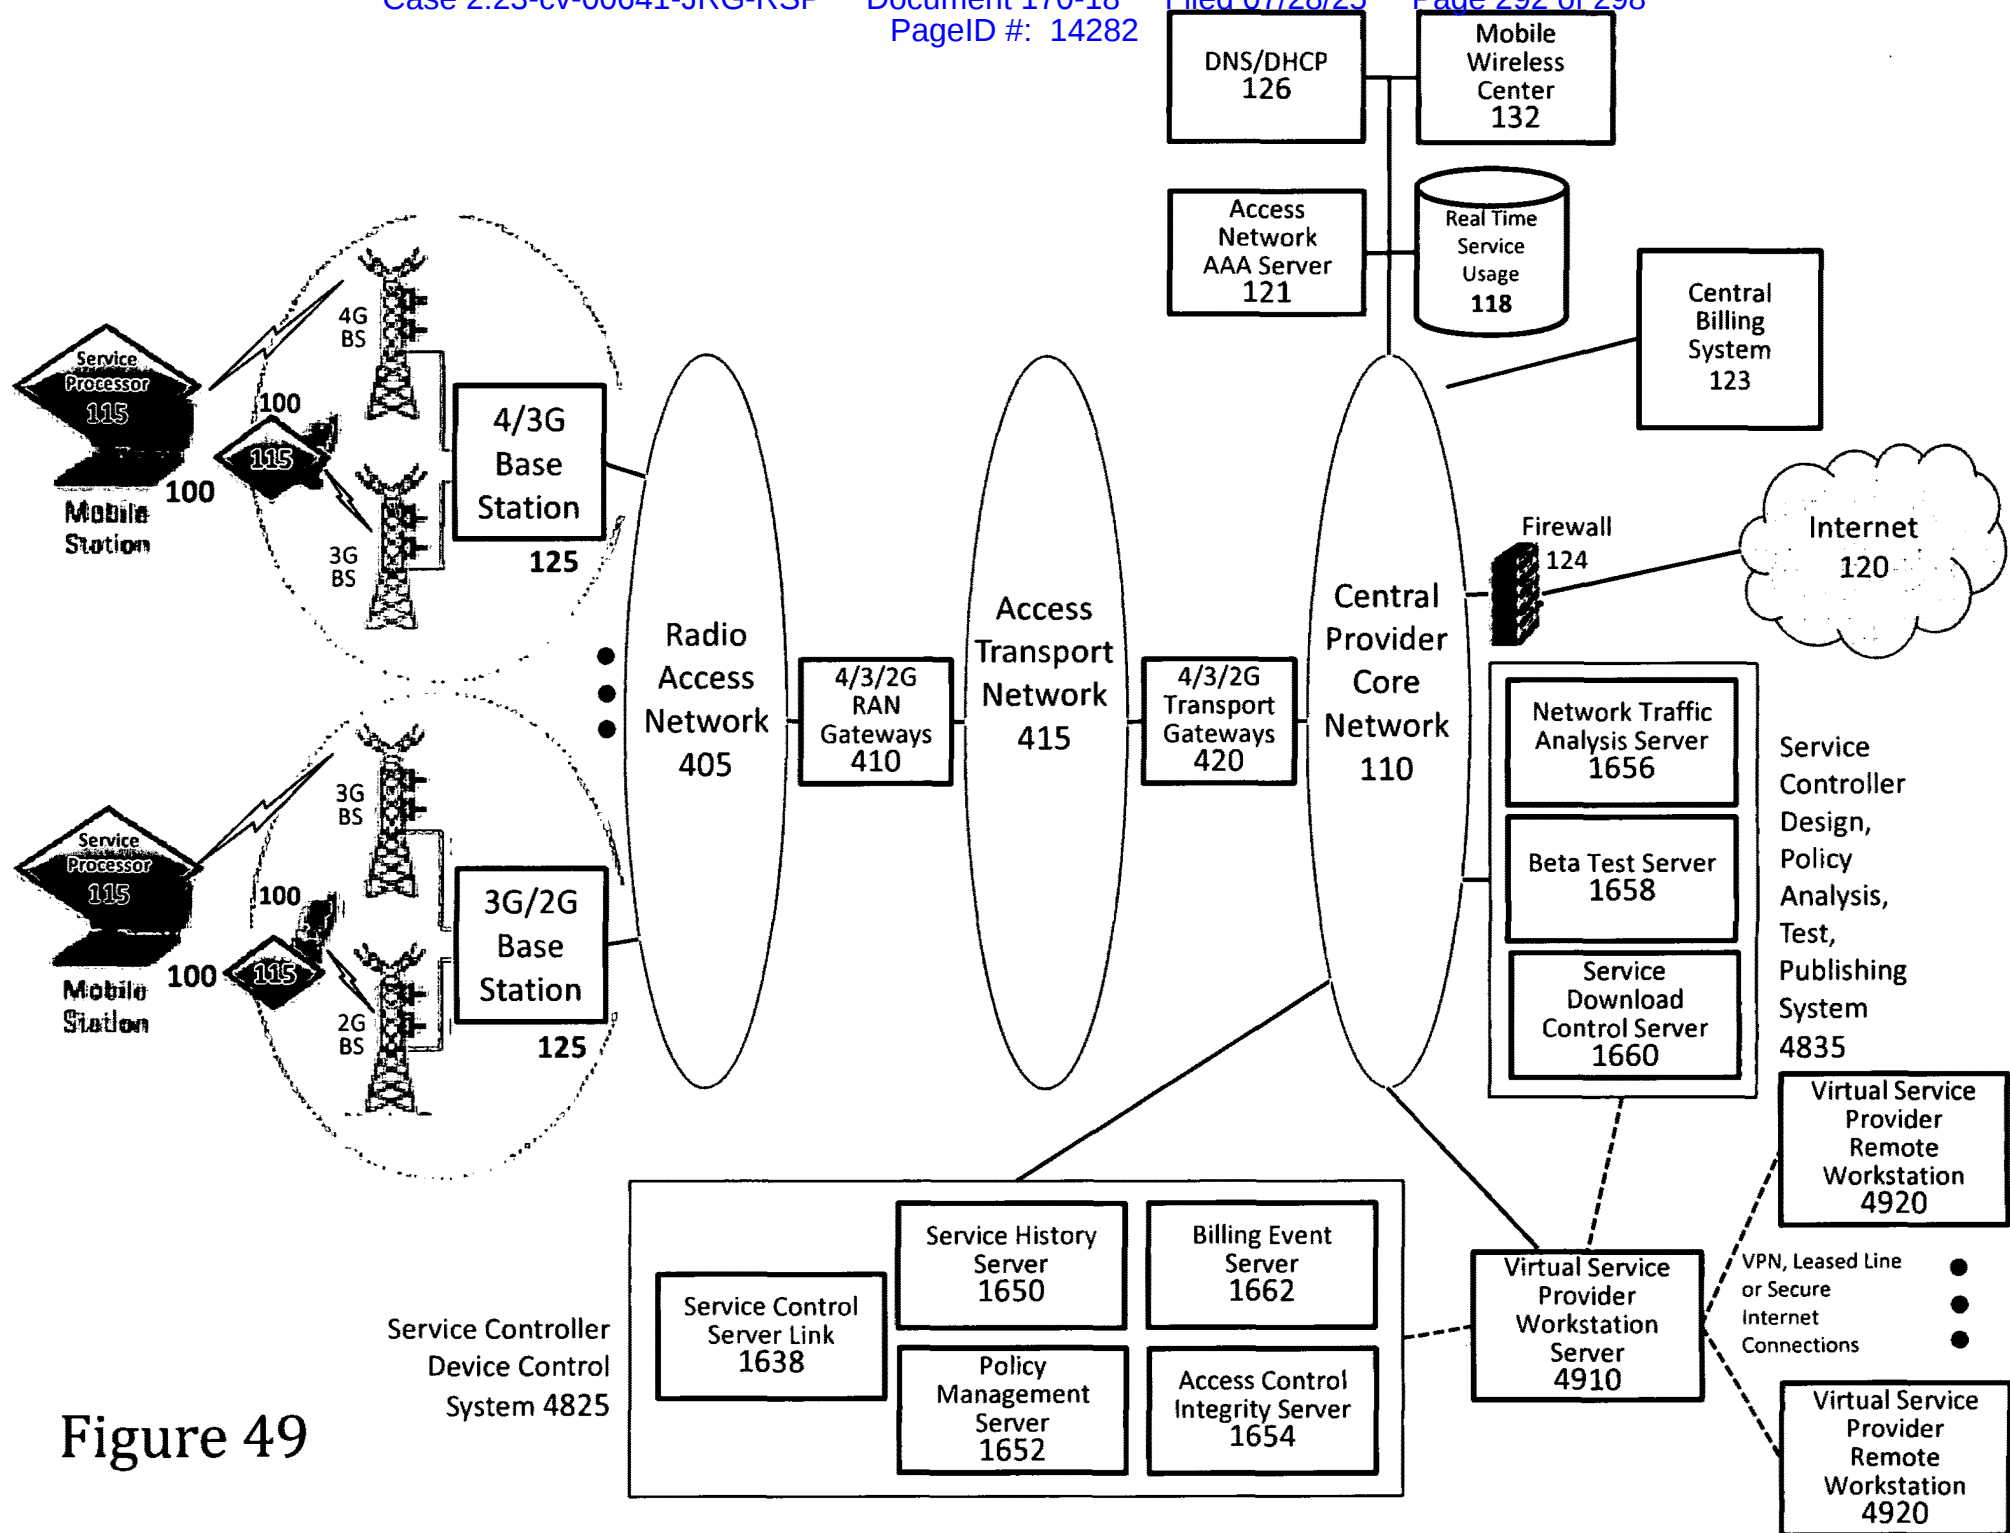 Case 2:23-cv-00641-JRG-RSP Document 170-18 Filed 07/28/25 Page 292 of 298
PageID #: 14282
DNS/DHCP
126
Mobile
Wireless
Center
132
Access
Network
AAA Server
121
Real Time
Service
Usage
118
Central
Billing
System
123
4G
BS
Service
Processor
115
100
115
100
Mobile
Station
3G
BS
4/3G
Base
Station
125
Radio
Access
Network
405
4/3/2G
RAN
Gateways
410
Access
Transport
Network
415
4/3/2G
Transport
Gateways
420
Central
Provider
Core
Network
110
Firewall
124
Internet
120
Network Traffic
Analysis Server
1656
Beta Test Server
1658
Service
Download
Control Server
1660
Service
Controller
Design,
Policy
Analysis,
Test,
Publishing
System
4835
3G
BS
Service
Processor
115
100
115
100
Mobile
Station
2G
BS
3G/2G
Base
Station
125
Virtual Service
Provider
Remote
Workstation
4920
VPN, Leased Line
or Secure
Internet
Connections
Virtual Service
Provider
Workstation
Server
4910
Virtual Service
Provider
Remote
Workstation
4920
Service Controller
Device Control
System 4825
Service Control
Server Link
1638
Service History
Server
1650
Billing Event
Server
1662
Policy
Management
Server
1652
Access Control
Integrity Server
1654
Figure 49